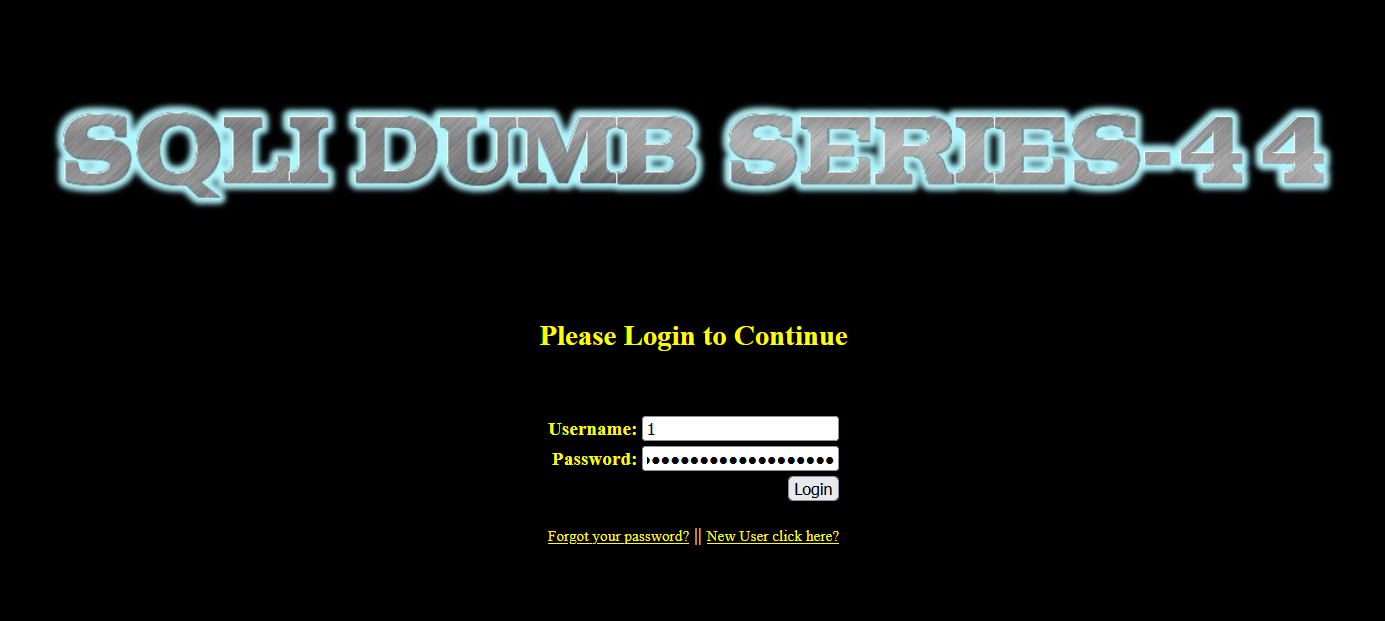 SQLI DUMB SERIES-44
Please Login to Continue
Username: 1
Password: •••••••••••••••••••
Login
Forgot your password? || New User click here?